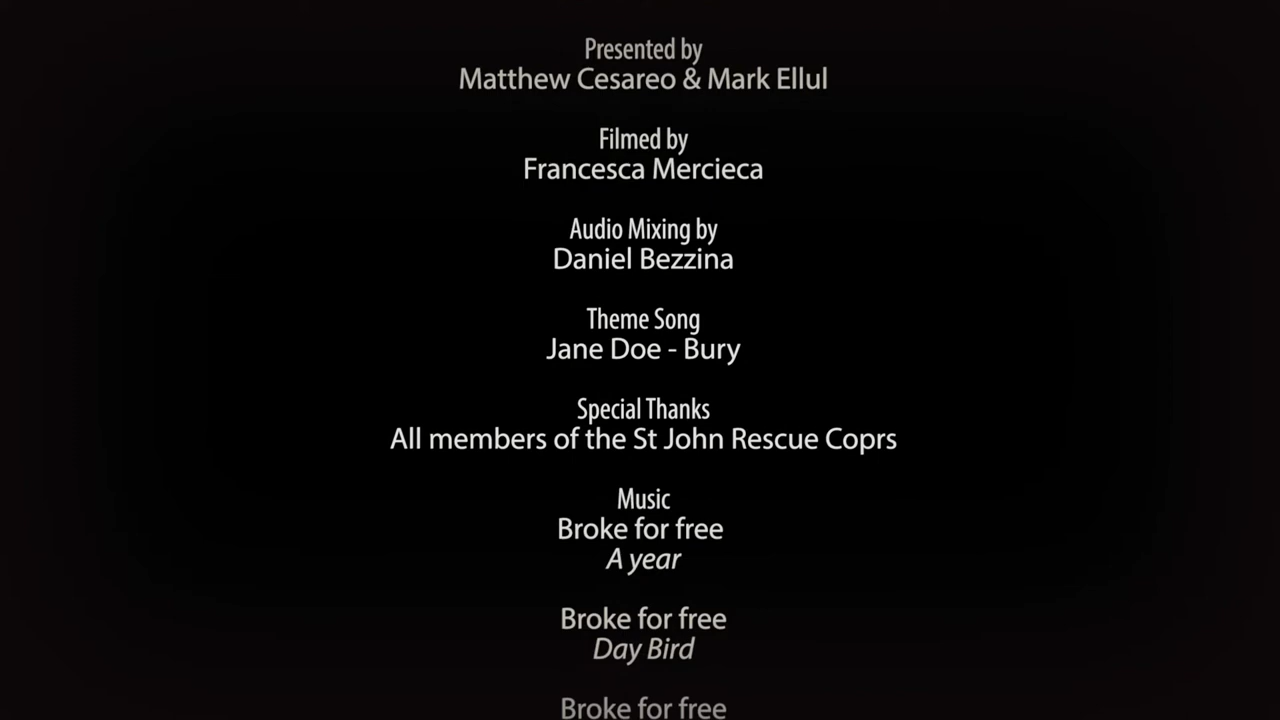 Presented by
Matthew Cesareo & Mark Ellul
Filmed by
Francesca Mercieca
Audio Mixing by
Daniel Bezzina
Theme Song
Jane Doe - Bury
Special Thanks
All members of the St John Rescue Coprs
Music
Broke for free
A year
Broke for free
Day Bird
Broke for free